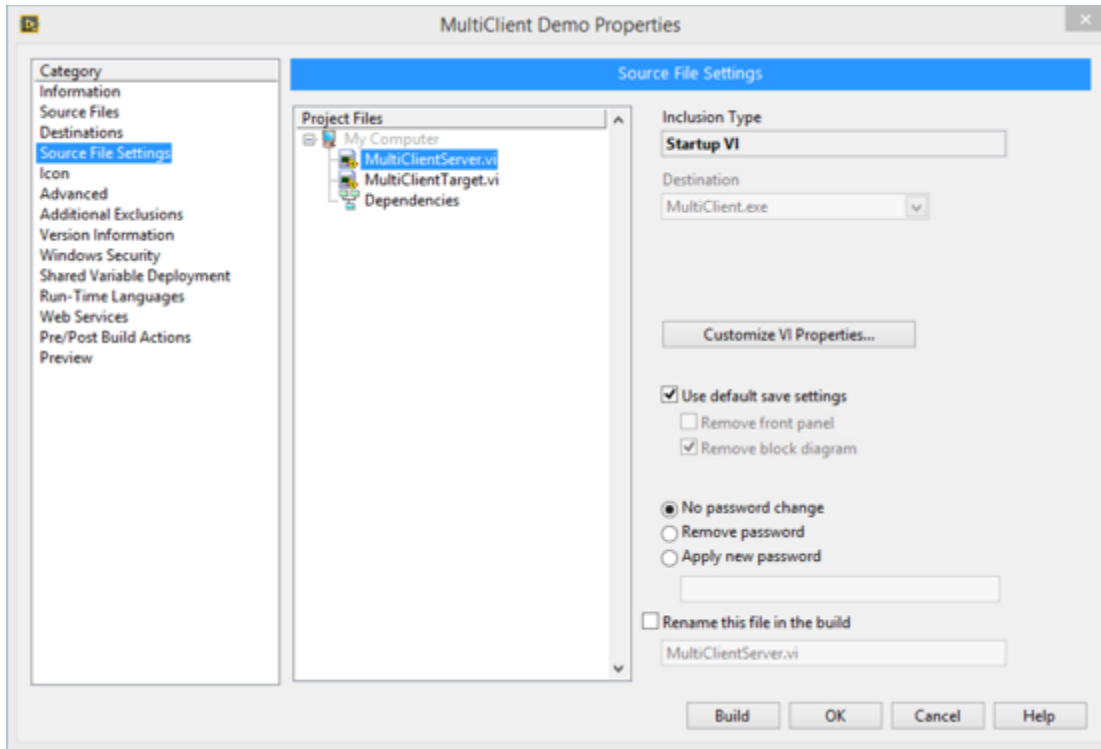 MultiClient Demo Properties
Category
Information
Source Files
Destinations
Source File Settings
Icon
Advanced
Additional Exclusions
Version Information
Windows Security
Shared Variable Deployment
Run-Time Languages
Web Services
Pre/Post Build Actions
Preview
Source File Settings
Project Files
My Computer
MultiClientServer.vi
MultiClientTarget.vi
Dependencies
Inclusion Type
Startup VI
Destination
MultiClient.exe
Customize VI Properties...
Use default save settings
Remove front panel
Remove block diagram
No password change
Remove password
Apply new password
Rename this file in the build
MultiClientServer.vi
Build OK Cancel Help